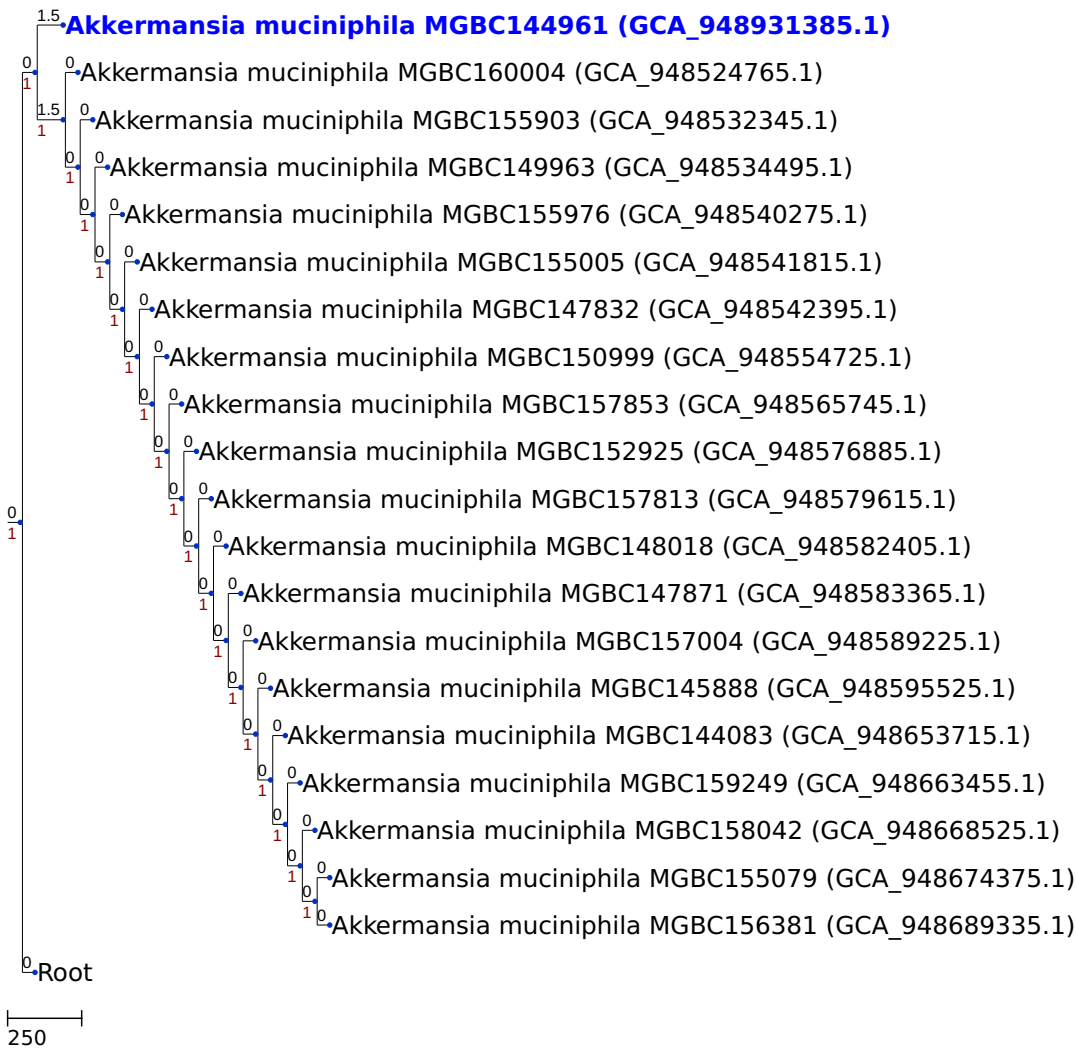 1.5
Akkermansia muciniphila MGBC144961 (GCA_948931385.1)
0
1
0
Akkermansia muciniphila MGBC160004 (GCA_948524765.1)
1.5
1
0
Akkermansia muciniphila MGBC155903 (GCA_948532345.1)
0
1
0
Akkermansia muciniphila MGBC149963 (GCA_948534495.1)
0
1
0
Akkermansia muciniphila MGBC155976 (GCA_948540275.1)
0
1
0
Akkermansia muciniphila MGBC155005 (GCA_948541815.1)
0
1
0
Akkermansia muciniphila MGBC147832 (GCA_948542395.1)
0
1
0
Akkermansia muciniphila MGBC150999 (GCA_948554725.1)
0
1
0
Akkermansia muciniphila MGBC157853 (GCA_948565745.1)
0
1
0
Akkermansia muciniphila MGBC152925 (GCA_948576885.1)
0
1
0
Akkermansia muciniphila MGBC157813 (GCA_948579615.1)
0
1
0
1
0
Akkermansia muciniphila MGBC148018 (GCA_948582405.1)
0
1
0
Akkermansia muciniphila MGBC147871 (GCA_948583365.1)
0
1
0
Akkermansia muciniphila MGBC157004 (GCA_948589225.1)
0
1
0
Akkermansia muciniphila MGBC145888 (GCA_948595525.1)
0
1
0
Akkermansia muciniphila MGBC144083 (GCA_948653715.1)
0
1
0
Akkermansia muciniphila MGBC159249 (GCA_948663455.1)
0
1
0
Akkermansia muciniphila MGBC158042 (GCA_948668525.1)
0
1
0
Akkermansia muciniphila MGBC155079 (GCA_948674375.1)
0
1
0
Akkermansia muciniphila MGBC156381 (GCA_948689335.1)
0
Root
250